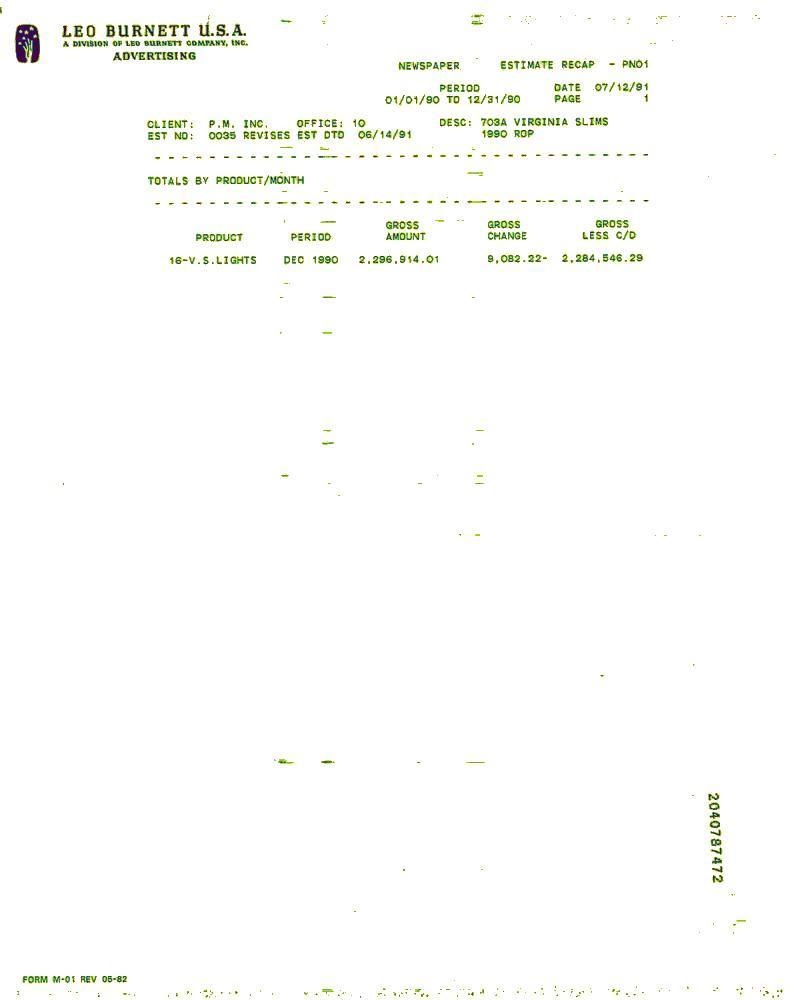 LEO BURNETT U.S.A.
A DIVISION OF LEO BURNETT COMPANY, INC.
ADVERTISING
NEWSPAPER ESTIMATE RECAP - PN01
PERIOD DATE 07/12/91
01/01/90 TO 12/31/90 PAGE 1
CLIENT: P.M. INC. OFFICE: 10 DESC: 703A VIRGINIA SLIMS
EST NO: 0035 REVISES EST DTD 06/14/91 1990 ROP
TOTALS BY PRODUCT/MONTH
GROSS GROSS GROSS
PRODUCT PERIOD AMOUNT CHANGE LESS C/D
16-V.S.LIGHTS DEC 1990 2,296,914.01 9,082.22- 2,284,546.29
2040787472
FORM M-01 REV 05-82